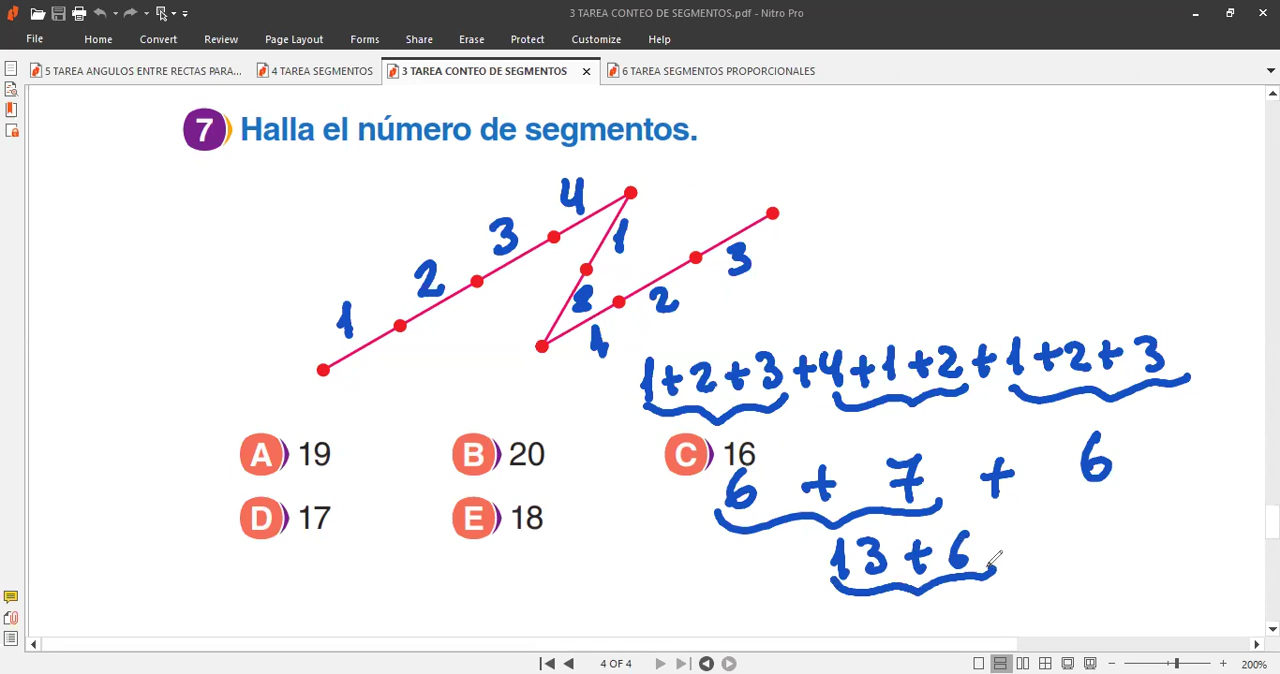 3 TAREA CONTEO DE SEGMENTOS.pdf - Nitro Pro
File Home Convert Review Page Layout Forms Share Erase Protect Customize Help
5 TAREA ANGULOS ENTRE RECTAS PARA... 4 TAREA SEGMENTOS 3 TAREA CONTEO DE SEGMENTOS 6 TAREA SEGMENTOS PROPORCIONALES
7 Halla el número de segmentos.
4
3 1
2 3
2 2
1 1
1+2+3+4+1+2+1+2+3
A 19 B 20 C 16
6 + 7 + 6
D 17 E 18
13+6
4 OF 4
200%